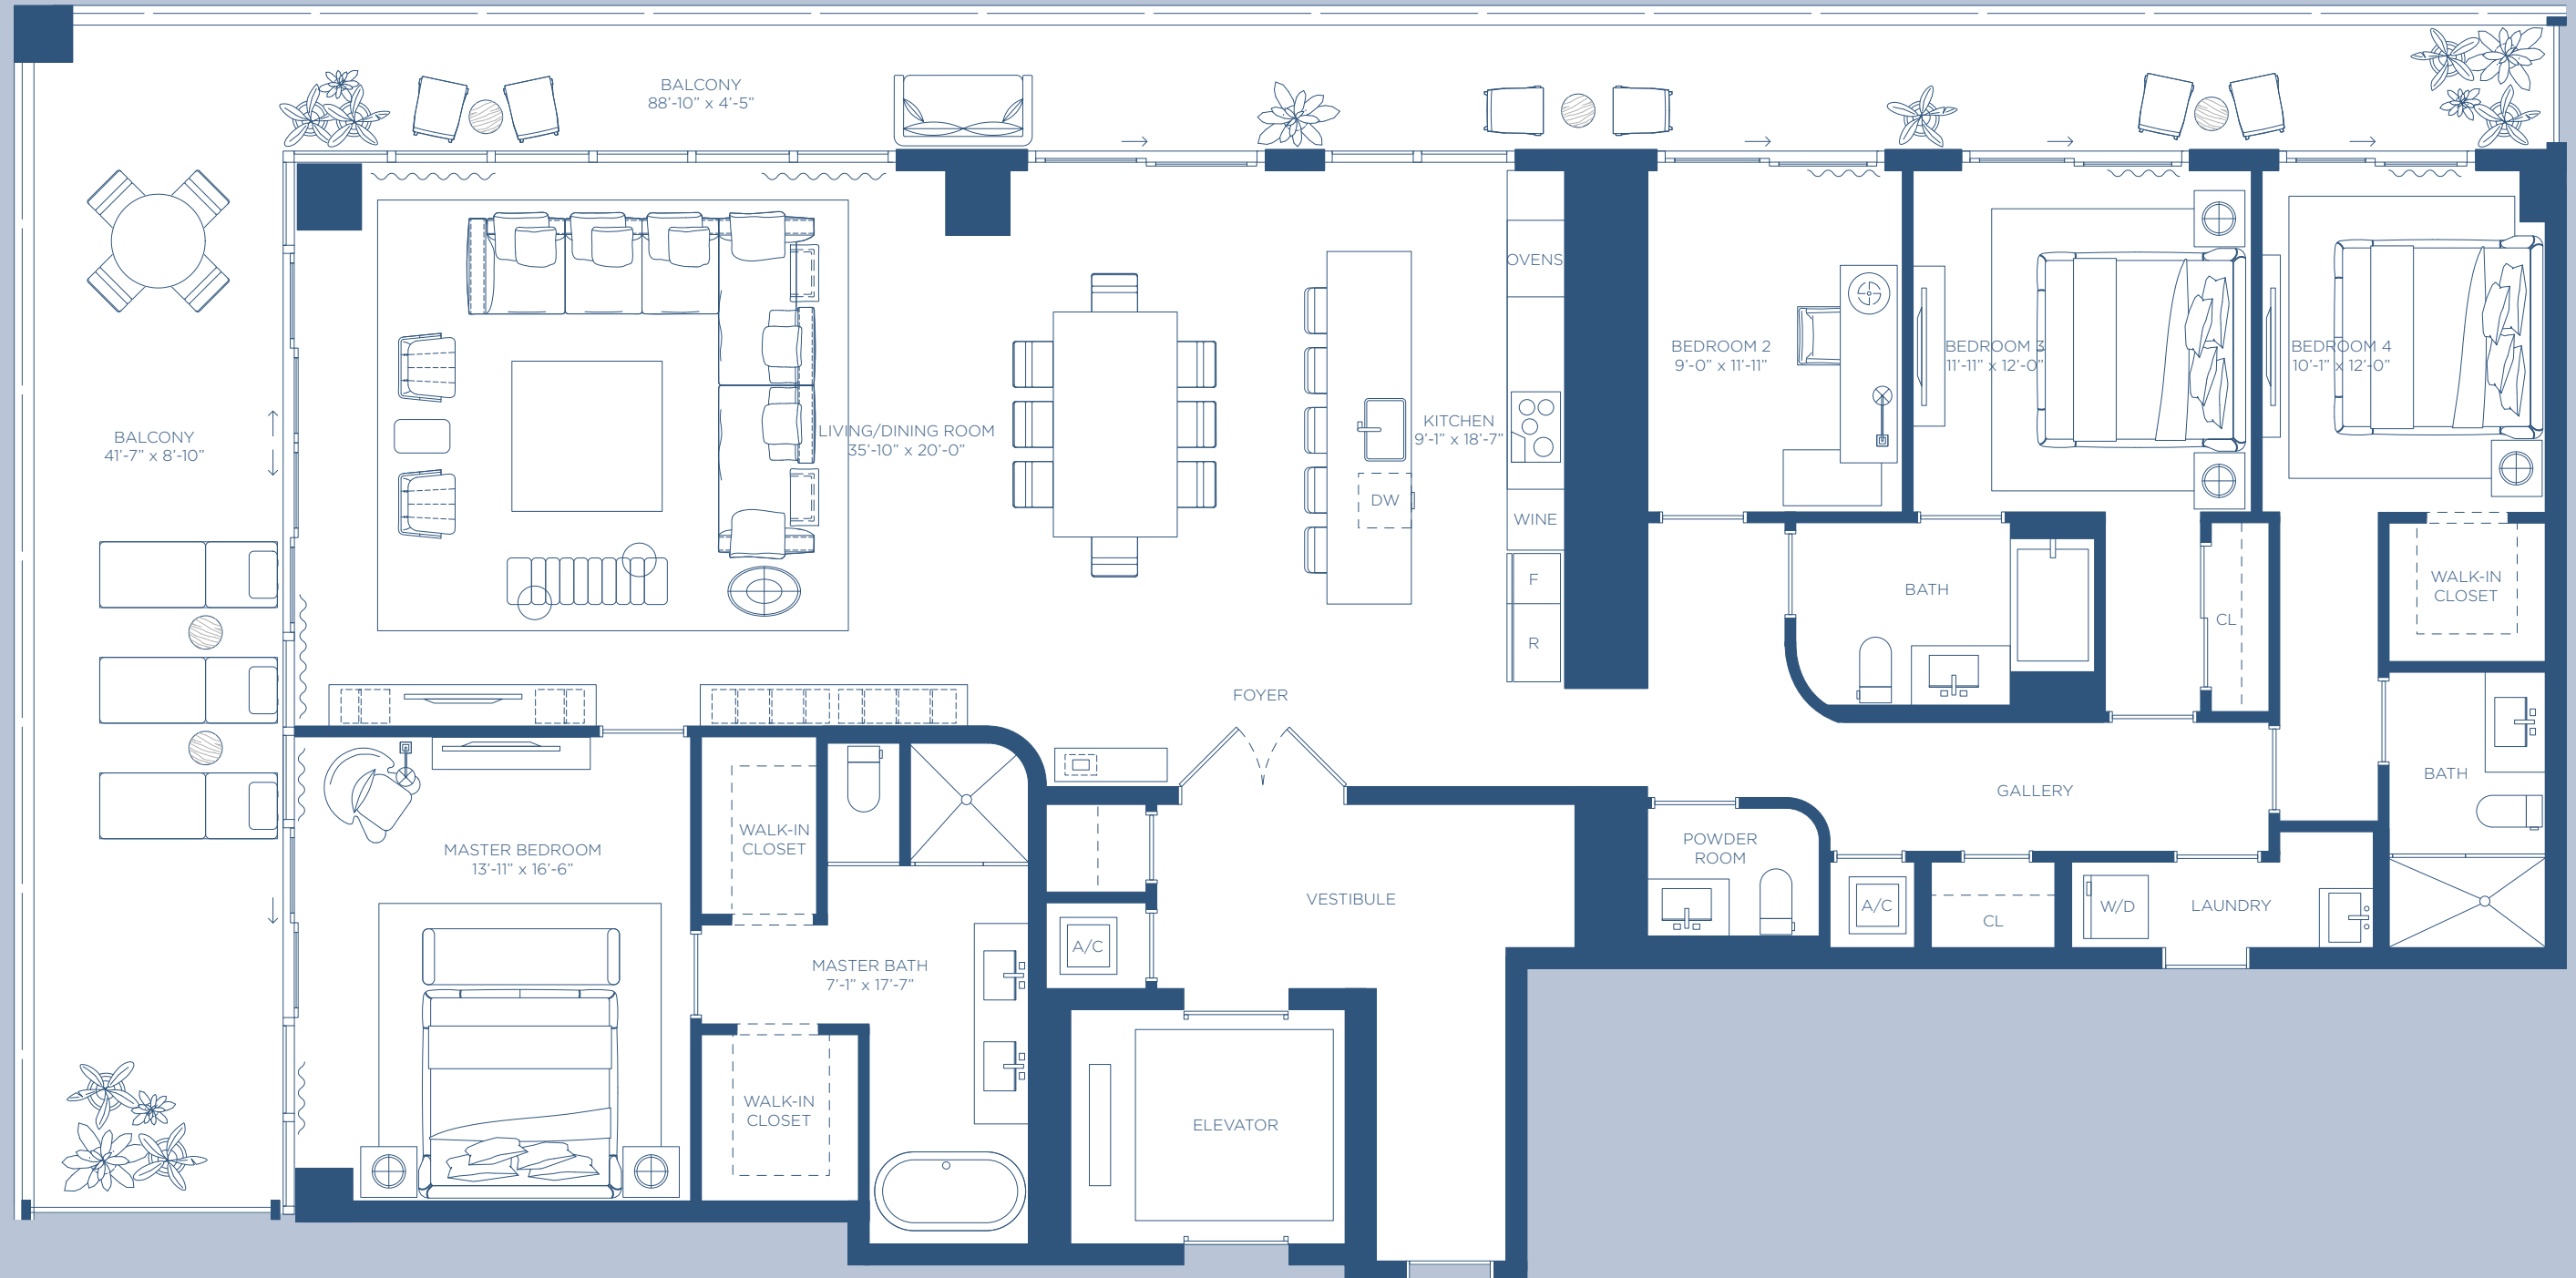 BALCONY
88'-10" x 4'-5"
BALCONY
41'-7" x 8'-10"
LIVING/DINING ROOM
35'-10" x 20'-0"
KITCHEN
9'-1" x 18'-7"
OVENS
DW
WINE
F
R
BEDROOM 2
9'-0" x 11'-11"
BEDROOM 3
11'-11" x 12'-0"
BEDROOM 4
10'-1" x 12'-0"
BATH
CL
WALK-IN
CLOSET
FOYER
GALLERY
BATH
MASTER BEDROOM
13'-11" x 16'-6"
WALK-IN
CLOSET
MASTER BATH
7'-1" x 17'-7"
WALK-IN
CLOSET
A/C
VESTIBULE
ELEVATOR
POWDER
ROOM
A/C
CL
W/D
LAUNDRY